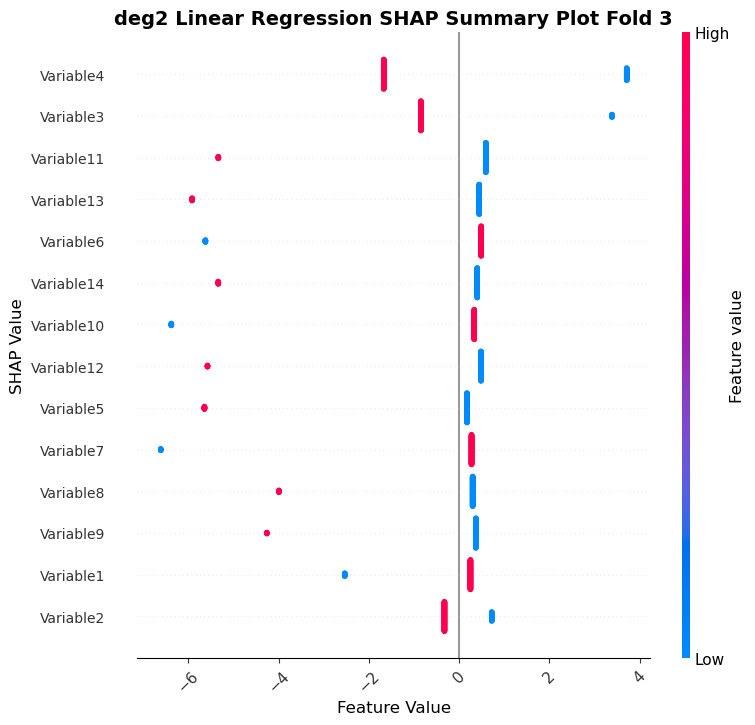 deg2 Linear Regression SHAP Summary Plot Fold 3
High
Variable4
Variable3
Variable11
Variable13
Variable6
Variable14
Variable10
Variable12
Variable5
Variable7
Variable8
Variable9
Variable1
Variable2
SHAP Value
Feature value
Low
−6 −4 −2 0 2 4
Feature Value